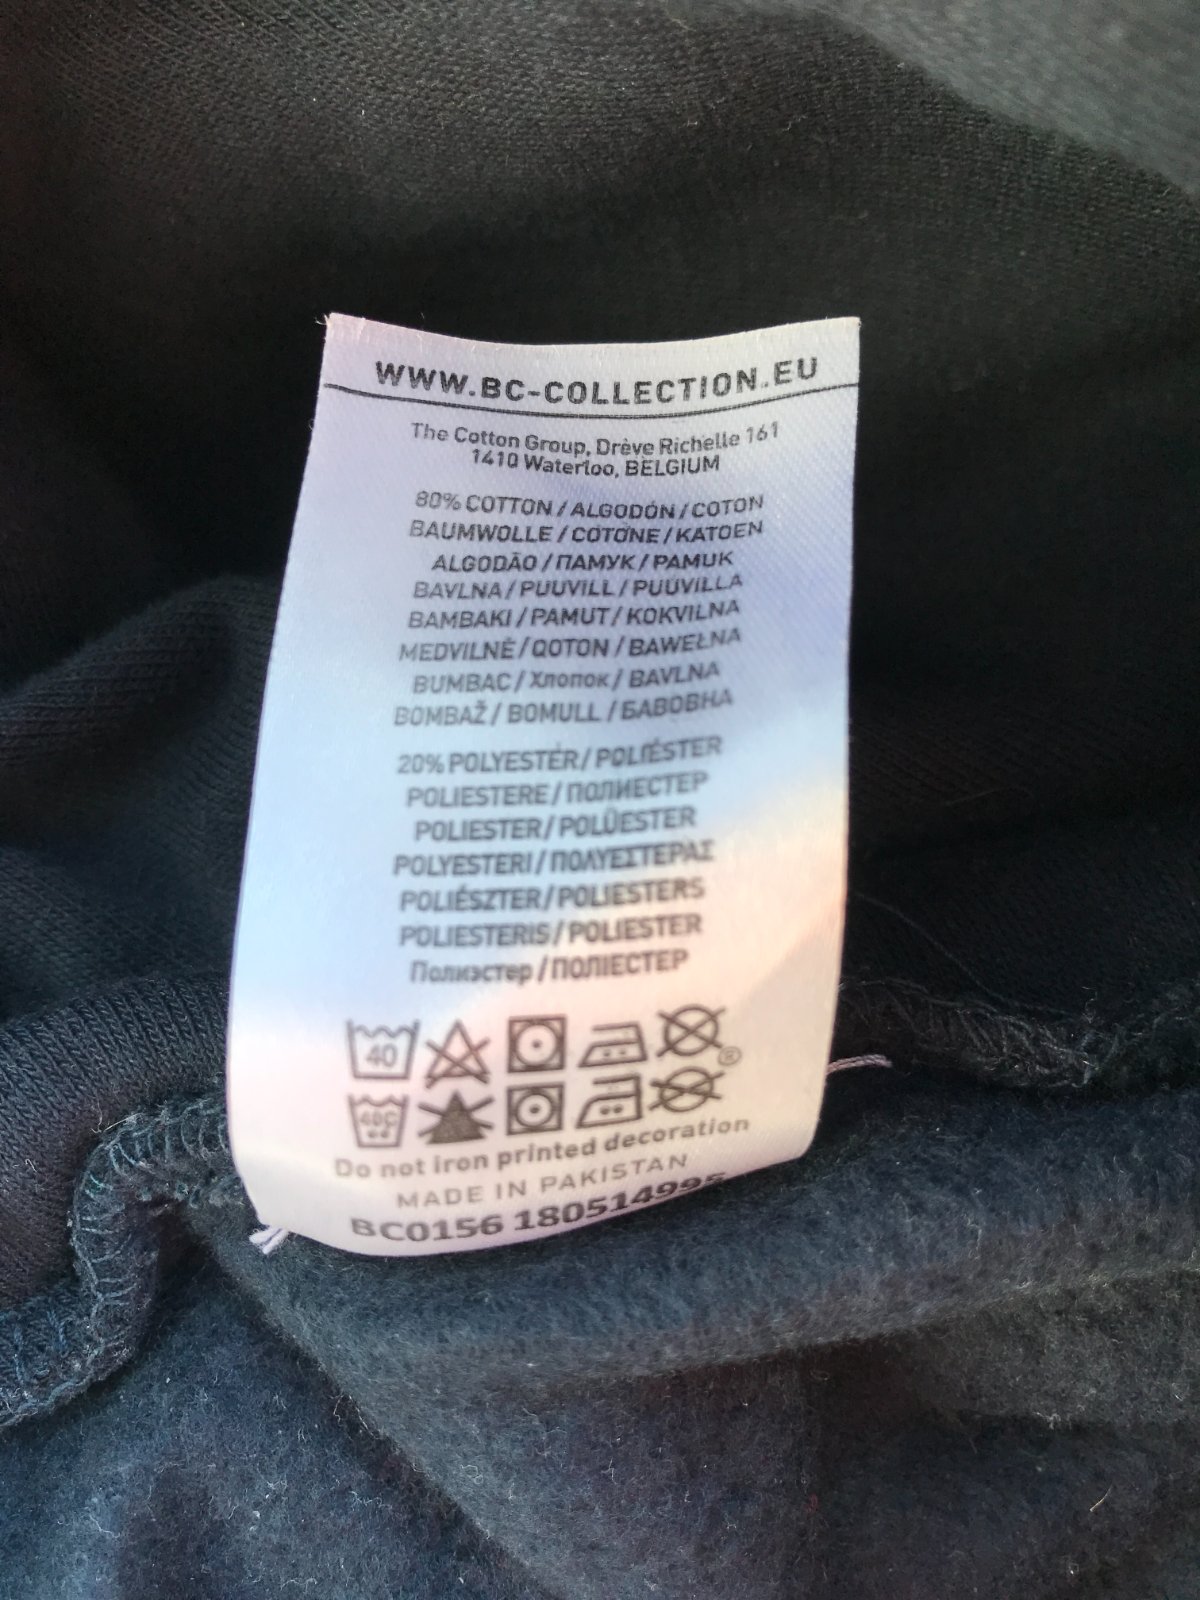 WWW.BC-COLLECTION.EU
The Cotton Group, Drève Richelle 161
1410 Waterloo, BELGIUM
80% COTTON / ALGODÓN / COTON
BAUMWOLLE / COTONE / KATOEN
ALGODÃO / ПАМУК / PAMUK
BAVLNA / PUUVILL / PUUVILLA
BAMBAKI / PAMUT / KOKVILNA
MEDVILNĖ / QOTON / BAWEŁNA
BUMBAC / Хлопок / BAVLNA
BOMBAŽ / BOMULL / БАВОВНА
20% POLYESTER / POLIÉSTER
POLIESTERE / ПОЛИЕСТЕР
POLIESTER / POLÜESTER
POLYESTERI / ΠΟΛΥΕΣΤΕΡΑΣ
POLIÉSZTER / POLIESTERS
POLIESTERIS / POLIESTER
Полиэстер / ПОЛІЕСТЕР
40
®
Do not iron printed decoration
MADE IN PAKISTAN
BC0156 180514995